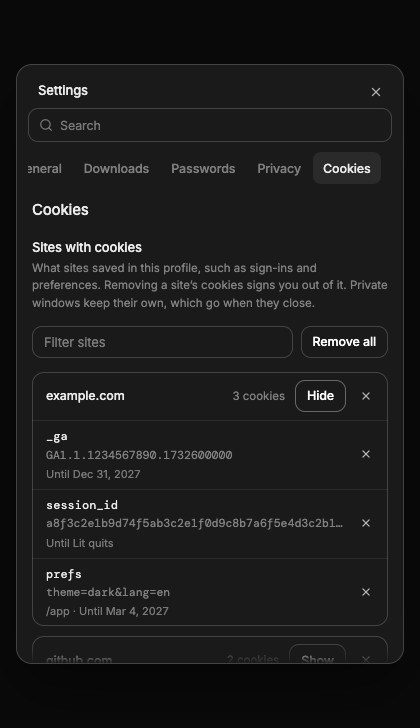 Settings
Search
eneral Downloads Passwords Privacy Cookies
Cookies
Sites with cookies
What sites saved in this profile, such as sign-ins and
preferences. Removing a site's cookies signs you out of it. Private
windows keep their own, which go when they close.
Filter sites Remove all
example.com 3 cookies Hide
_ga
GA1.1.1234567890.1732600000
Until Dec 31, 2027
session_id
a8f3c2e1b9d74f5ab3c2e1f0d9c8b7a6f5e4d3c2b1…
Until Lit quits
prefs
theme=dark&lang=en
/app · Until Mar 4, 2027
github.com 2 cookies Show